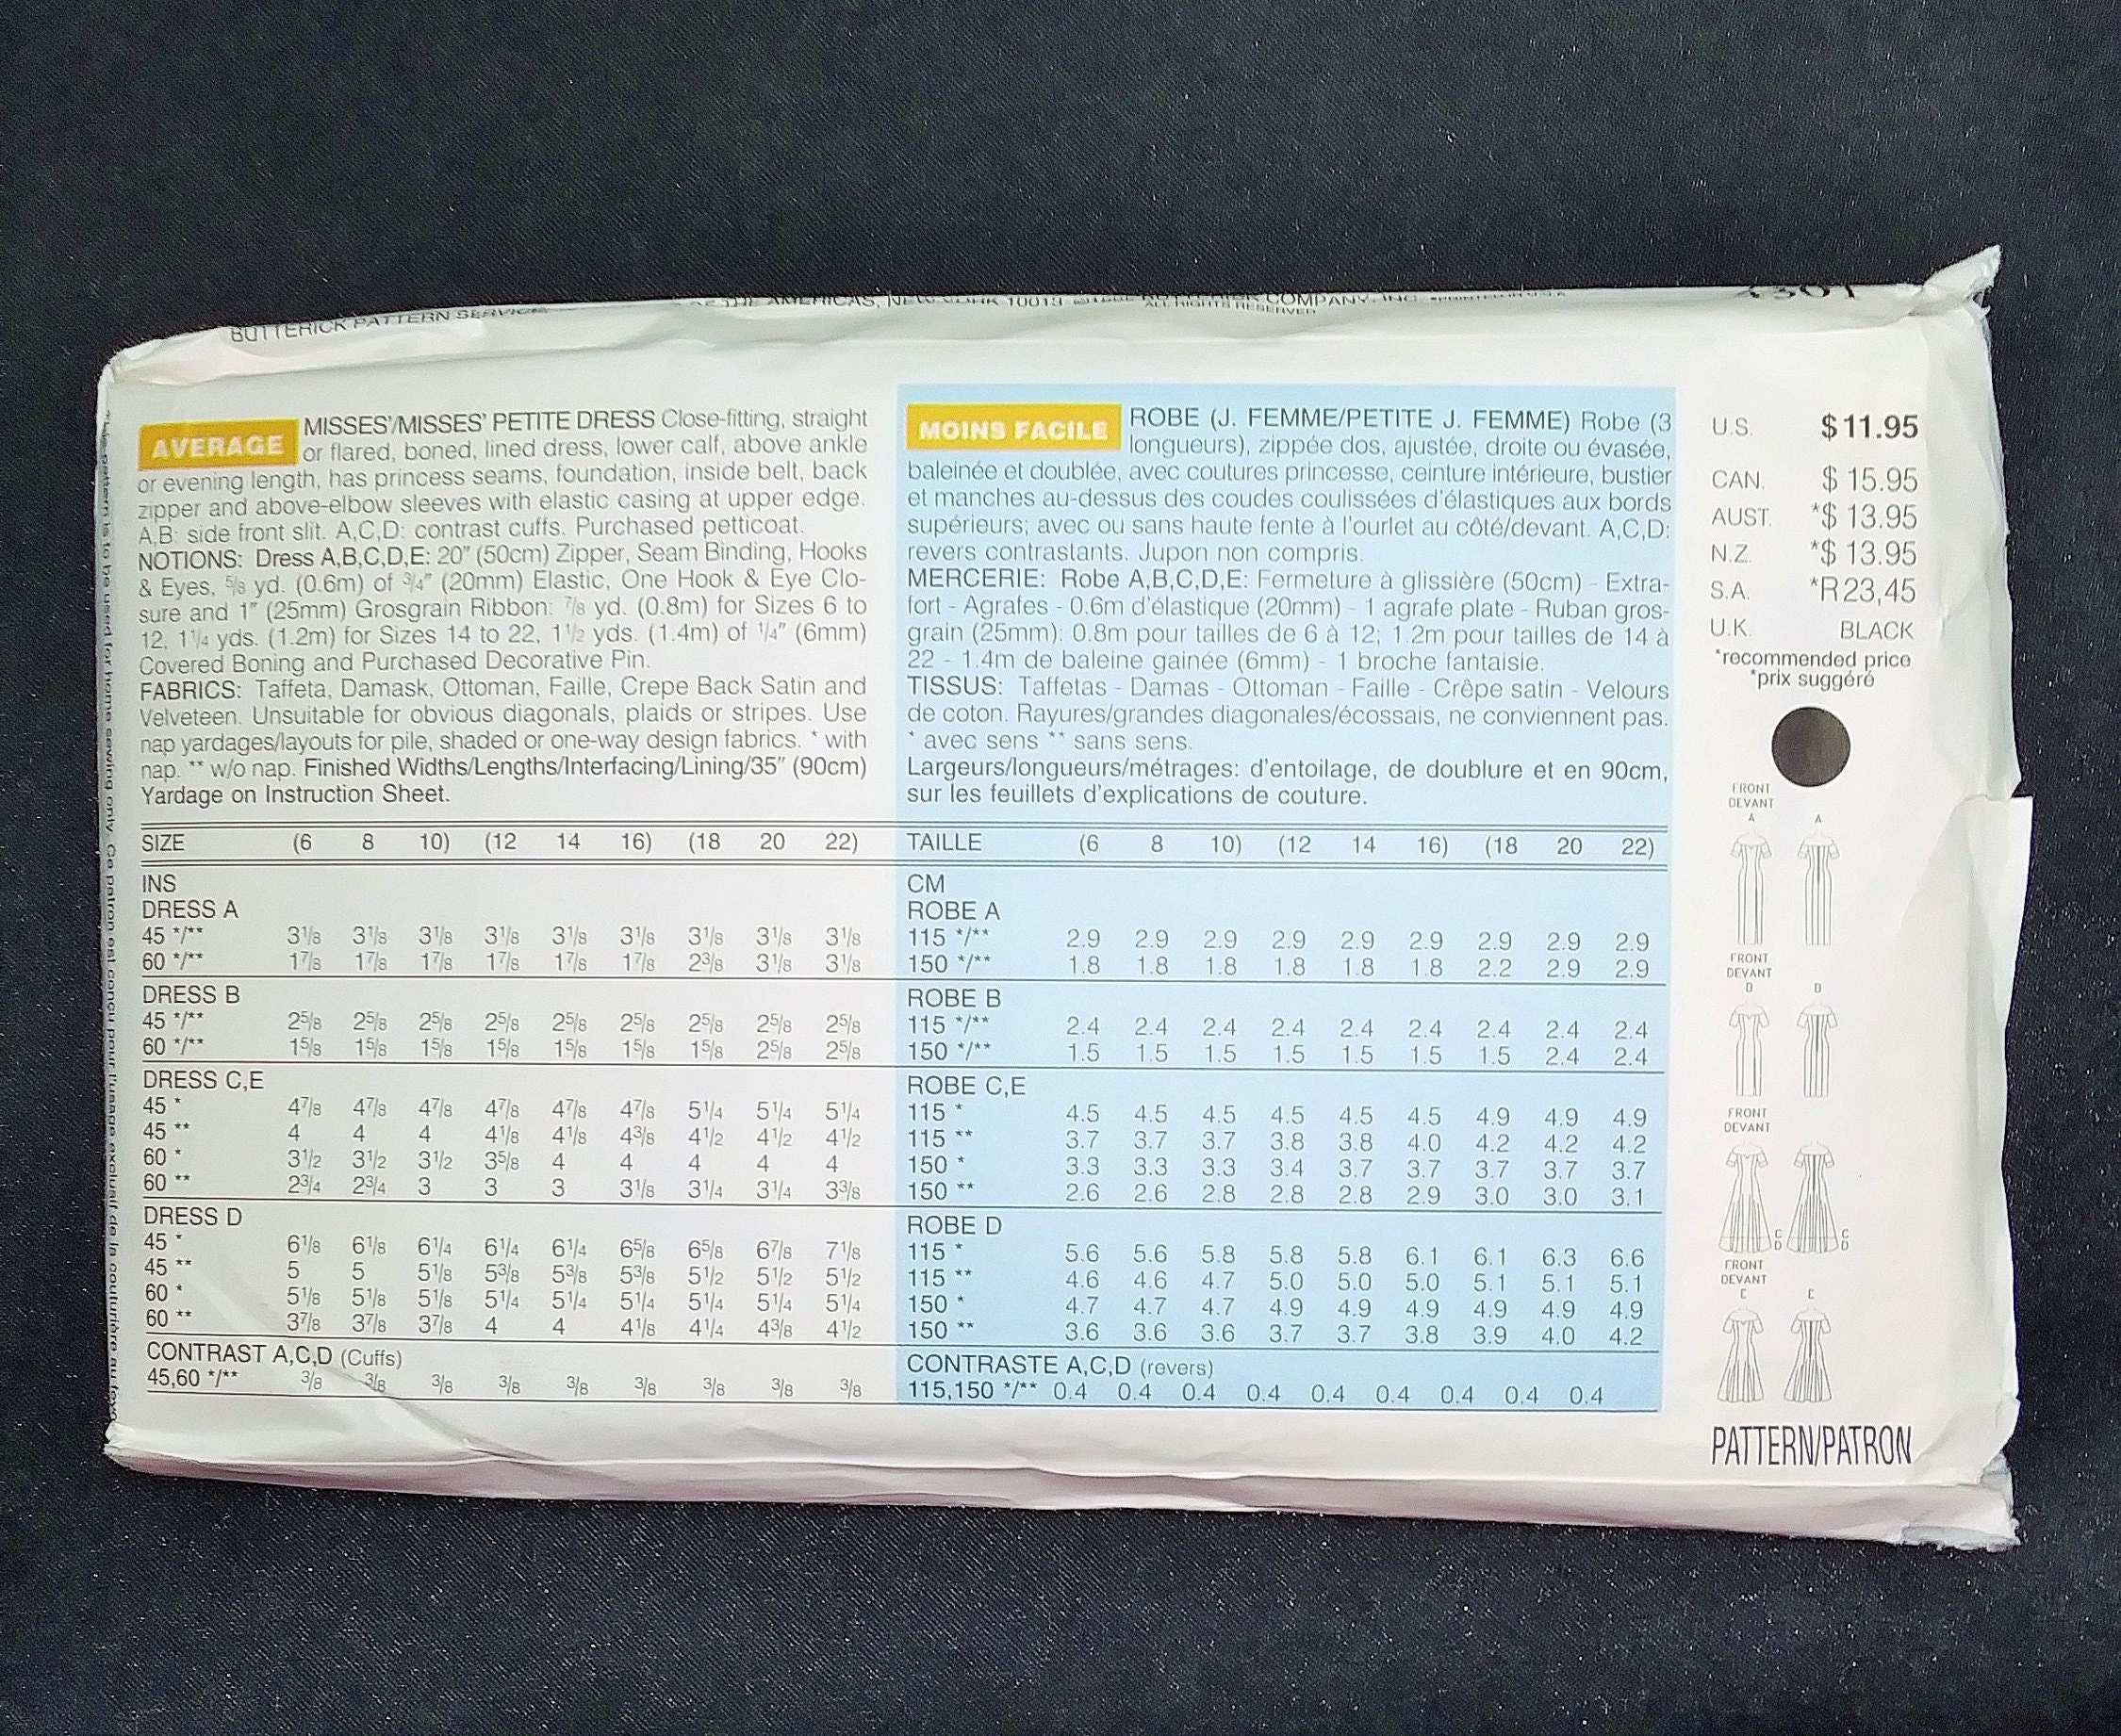 BUTTERICK PATTERN SERVICE
THE AMERICAS, NEW YORK 10013
COMPANY, INC
ALL RIGHTS RESERVED
AVERAGE
MISSES'/MISSES' PETITE DRESS Close-fitting, straight
or flared, boned, lined dress, lower calf, above ankle
or evening length, has princess seams, foundation, inside belt, back
zipper and above-elbow sleeves with elastic casing at upper edge.
A,B: side front slit. A,C,D: contrast cuffs. Purchased petticoat.
NOTIONS: Dress A,B,C,D,E: 20" (50cm) Zipper, Seam Binding, Hooks
& Eyes, 5/8 yd. (0.6m) of 3/4" (20mm) Elastic, One Hook & Eye Clo-
sure and 1" (25mm) Grosgrain Ribbon: 7/8 yd. (0.8m) for Sizes 6 to
12, 1 1/4 yds. (1.2m) for Sizes 14 to 22, 1 1/2 yds. (1.4m) of 1/4" (6mm)
Covered Boning and Purchased Decorative Pin.
FABRICS: Taffeta, Damask, Ottoman, Faille, Crepe Back Satin and
Velveteen. Unsuitable for obvious diagonals, plaids or stripes. Use
nap yardages/layouts for pile, shaded or one-way design fabrics. * with
nap. ** w/o nap. Finished Widths/Lengths/Interfacing/Lining/35" (90cm)
Yardage on Instruction Sheet.
SIZE (6 8 10) (12 14 16) (18 20 22)
INS
DRESS A
45 */** 3 1/8 3 1/8 3 1/8 3 1/8 3 1/8 3 1/8 3 1/8 3 1/8 3 1/8
60 */** 1 7/8 1 7/8 1 7/8 1 7/8 1 7/8 1 7/8 2 3/8 3 1/8 3 1/8
DRESS B
45 */** 2 5/8 2 5/8 2 5/8 2 5/8 2 5/8 2 5/8 2 5/8 2 5/8 2 5/8
60 */** 1 5/8 1 5/8 1 5/8 1 5/8 1 5/8 1 5/8 1 5/8 2 5/8 2 5/8
DRESS C,E
45 * 4 7/8 4 7/8 4 7/8 4 7/8 4 7/8 4 7/8 5 1/4 5 1/4 5 1/4
45 ** 4 4 4 4 1/8 4 1/8 4 3/8 4 1/2 4 1/2 4 1/2
60 * 3 1/2 3 1/2 3 1/2 3 5/8 4 4 4 4 4
60 ** 2 3/4 2 3/4 3 3 3 3 1/8 3 1/4 3 1/4 3 3/8
DRESS D
45 * 6 1/8 6 1/8 6 1/4 6 1/4 6 1/4 6 5/8 6 5/8 6 7/8 7 1/8
45 ** 5 5 5 1/8 5 3/8 5 3/8 5 3/8 5 1/2 5 1/2 5 1/2
60 * 5 1/8 5 1/8 5 1/8 5 1/4 5 1/4 5 1/4 5 1/4 5 1/4 5 1/4
60 ** 3 7/8 3 7/8 3 7/8 4 4 4 1/8 4 1/4 4 3/8 4 1/2
CONTRAST A,C,D (Cuffs)
45,60 */** 3/8 3/8 3/8 3/8 3/8 3/8 3/8 3/8 3/8
MOINS FACILE
ROBE (J. FEMME/PETITE J. FEMME) Robe (3
longueurs), zippée dos, ajustée, droite ou évasée,
baleinée et doublée, avec coutures princesse, ceinture intérieure, bustier
et manches au-dessus des coudes coulissées d'élastiques aux bords
supérieurs; avec ou sans haute fente à l'ourlet au côté/devant. A,C,D:
revers contrastants. Jupon non compris.
MERCERIE: Robe A,B,C,D,E: Fermeture à glissière (50cm) - Extra-
fort - Agrafes - 0.6m d'élastique (20mm) - 1 agrafe plate - Ruban gros-
grain (25mm): 0.8m pour tailles de 6 à 12; 1.2m pour tailles de 14 à
22 - 1.4m de baleine gainée (6mm) - 1 broche fantaisie.
TISSUS: Taffetas - Damas - Ottoman - Faille - Crêpe satin - Velours
de coton. Rayures/grandes diagonales/écossais, ne conviennent pas.
* avec sens ** sans sens.
Largeurs/longueurs/métrages: d'entoilage, de doublure et en 90cm,
sur les feuillets d'explications de couture.
TAILLE (6 8 10) (12 14 16) (18 20 22)
CM
ROBE A
115 */** 2.9 2.9 2.9 2.9 2.9 2.9 2.9 2.9 2.9
150 */** 1.8 1.8 1.8 1.8 1.8 1.8 2.2 2.9 2.9
ROBE B
115 */** 2.4 2.4 2.4 2.4 2.4 2.4 2.4 2.4 2.4
150 */** 1.5 1.5 1.5 1.5 1.5 1.5 1.5 2.4 2.4
ROBE C,E
115 * 4.5 4.5 4.5 4.5 4.5 4.5 4.9 4.9 4.9
115 ** 3.7 3.7 3.7 3.8 3.8 4.0 4.2 4.2 4.2
150 * 3.3 3.3 3.3 3.4 3.7 3.7 3.7 3.7 3.7
150 ** 2.6 2.6 2.8 2.8 2.8 2.9 3.0 3.0 3.1
ROBE D
115 * 5.6 5.6 5.8 5.8 5.8 6.1 6.1 6.3 6.6
115 ** 4.6 4.6 4.7 5.0 5.0 5.0 5.1 5.1 5.1
150 * 4.7 4.7 4.7 4.9 4.9 4.9 4.9 4.9 4.9
150 ** 3.6 3.6 3.6 3.7 3.7 3.8 3.9 4.0 4.2
CONTRASTE A,C,D (revers)
115,150 */** 0.4 0.4 0.4 0.4 0.4 0.4 0.4 0.4 0.4
U.S. $11.95
CAN. $ 15.95
AUST. *$ 13.95
N.Z. *$ 13.95
S.A. *R23,45
U.K. BLACK
*recommended price
*prix suggéré
FRONT
DEVANT
A A
FRONT
DEVANT
B B
FRONT
DEVANT
C C
D D
FRONT
DEVANT
E E
PATTERN/PATRON
pattern is to be used for home sewing only. Ce patron est conçu pour l'usage exclusif de la couturière au foyer